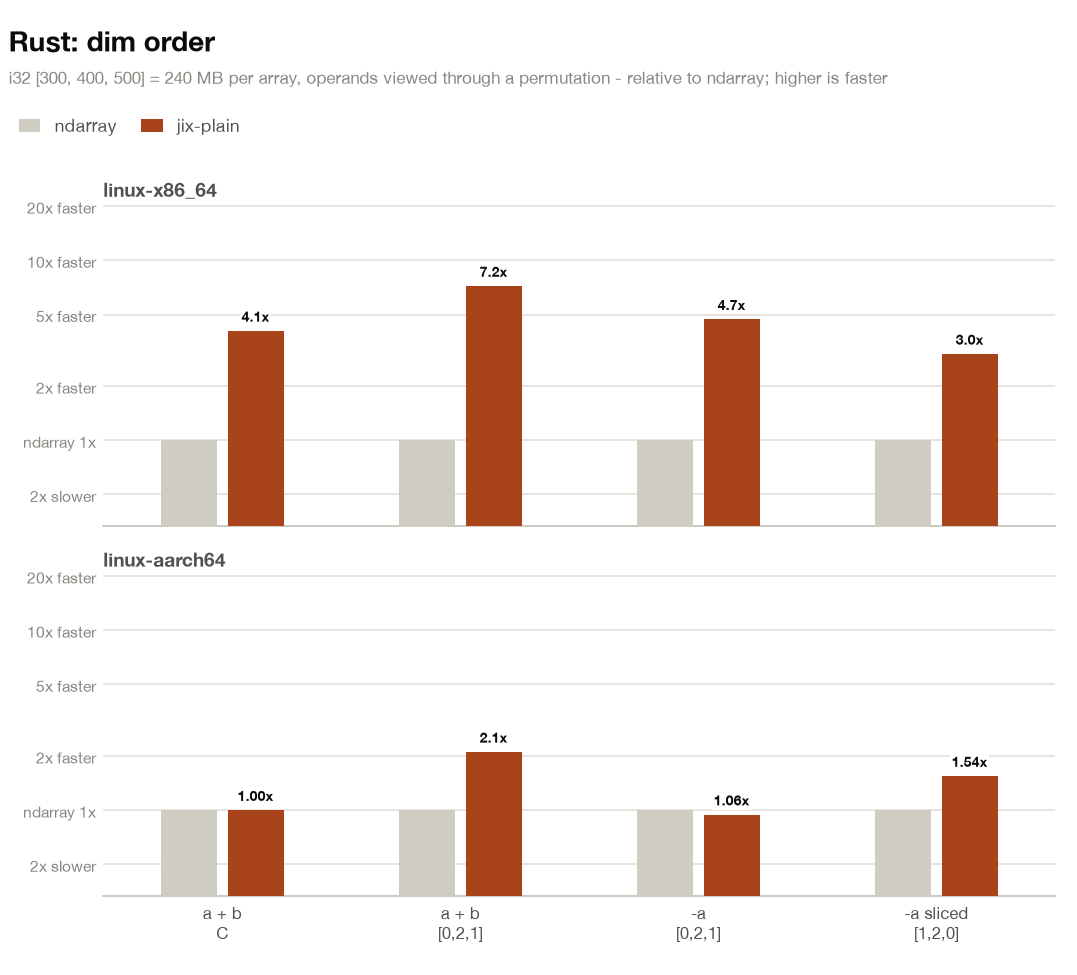 Rust: dim order
i32 [300, 400, 500] = 240 MB per array, operands viewed through a permutation - relative to ndarray; higher is faster
ndarray jix-plain
linux-x86_64
20x faster
10x faster
7.2x
5x faster
4.1x
4.7x
3.0x
2x faster
ndarray 1x
2x slower
linux-aarch64
20x faster
10x faster
5x faster
2.1x
2x faster
1.54x
1.00x
1.06x
ndarray 1x
2x slower
a + b
C
a + b
[0,2,1]
-a
[0,2,1]
-a sliced
[1,2,0]